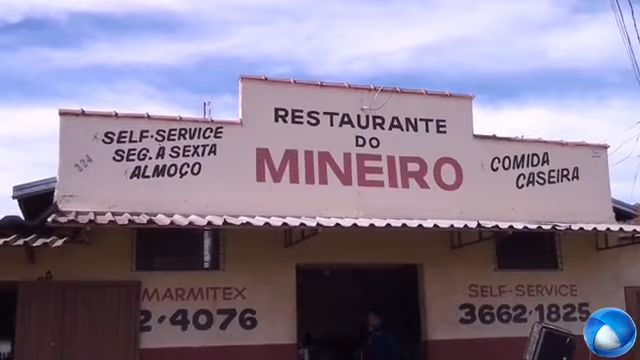 RESTAURANTE
DO
MINEIRO
SELF-SERVICE
SEG. A SEXTA
ALMOÇO
224
COMIDA
CASEIRA
MARMITEX
2-4076
SELF-SERVICE
3662-1825